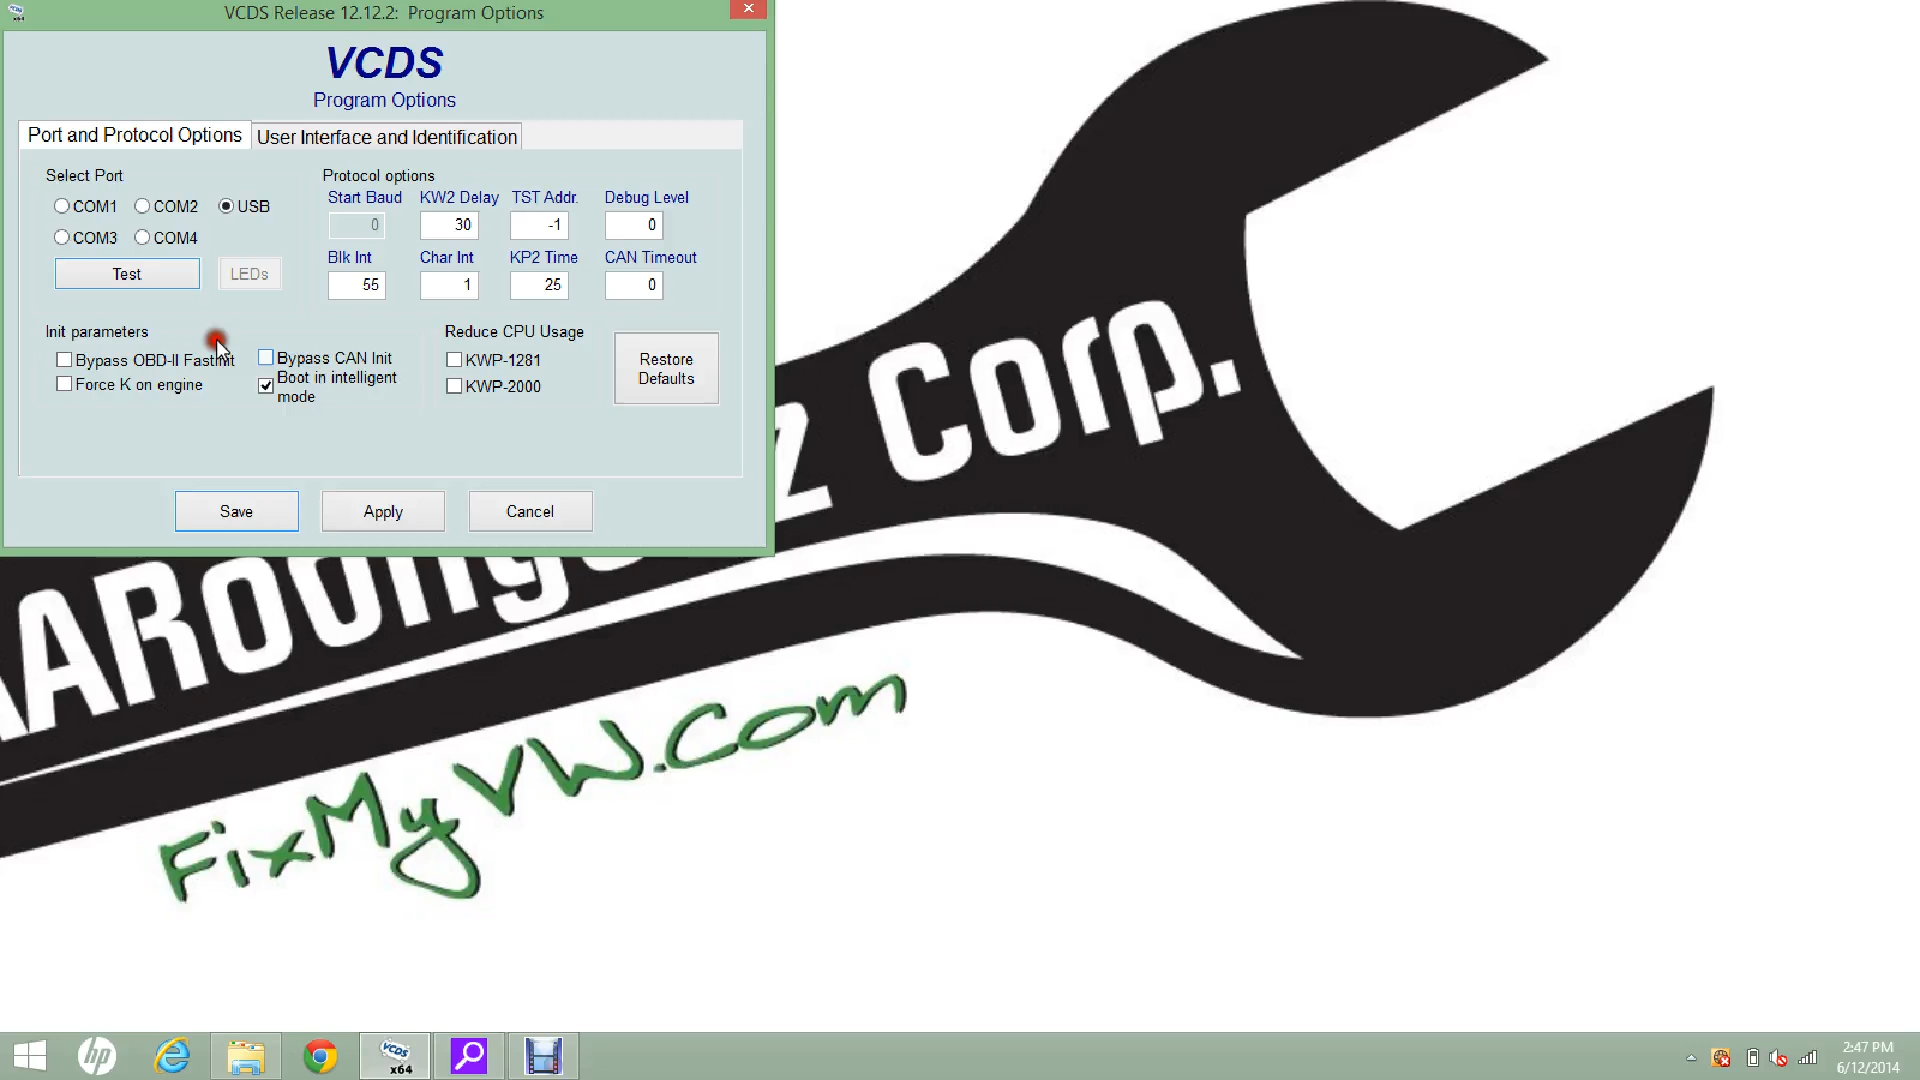 VCDS Release 12.12.2: Program Options
VCDS
Program Options
Port and Protocol Options
User Interface and Identification
Select Port
COM1
COM2
USB
COM3
COM4
Test
LEDs
Protocol options
Start Baud
KW2 Delay
TST Addr.
Debug Level
0
30
-1
0
Blk Int
Char Int
KP2 Time
CAN Timeout
55
1
25
0
Init parameters
Bypass OBD-II
Force K on engine
Bypass CAN Init
Boot in intelligent
mode
Reduce CPU Usage
KWP-1281
KWP-2000
Restore
Defaults
Save
Apply
Cancel
z Corp.
FixMyVW.Com
hp
VCDS
x64
2:47 PM
6/12/2014